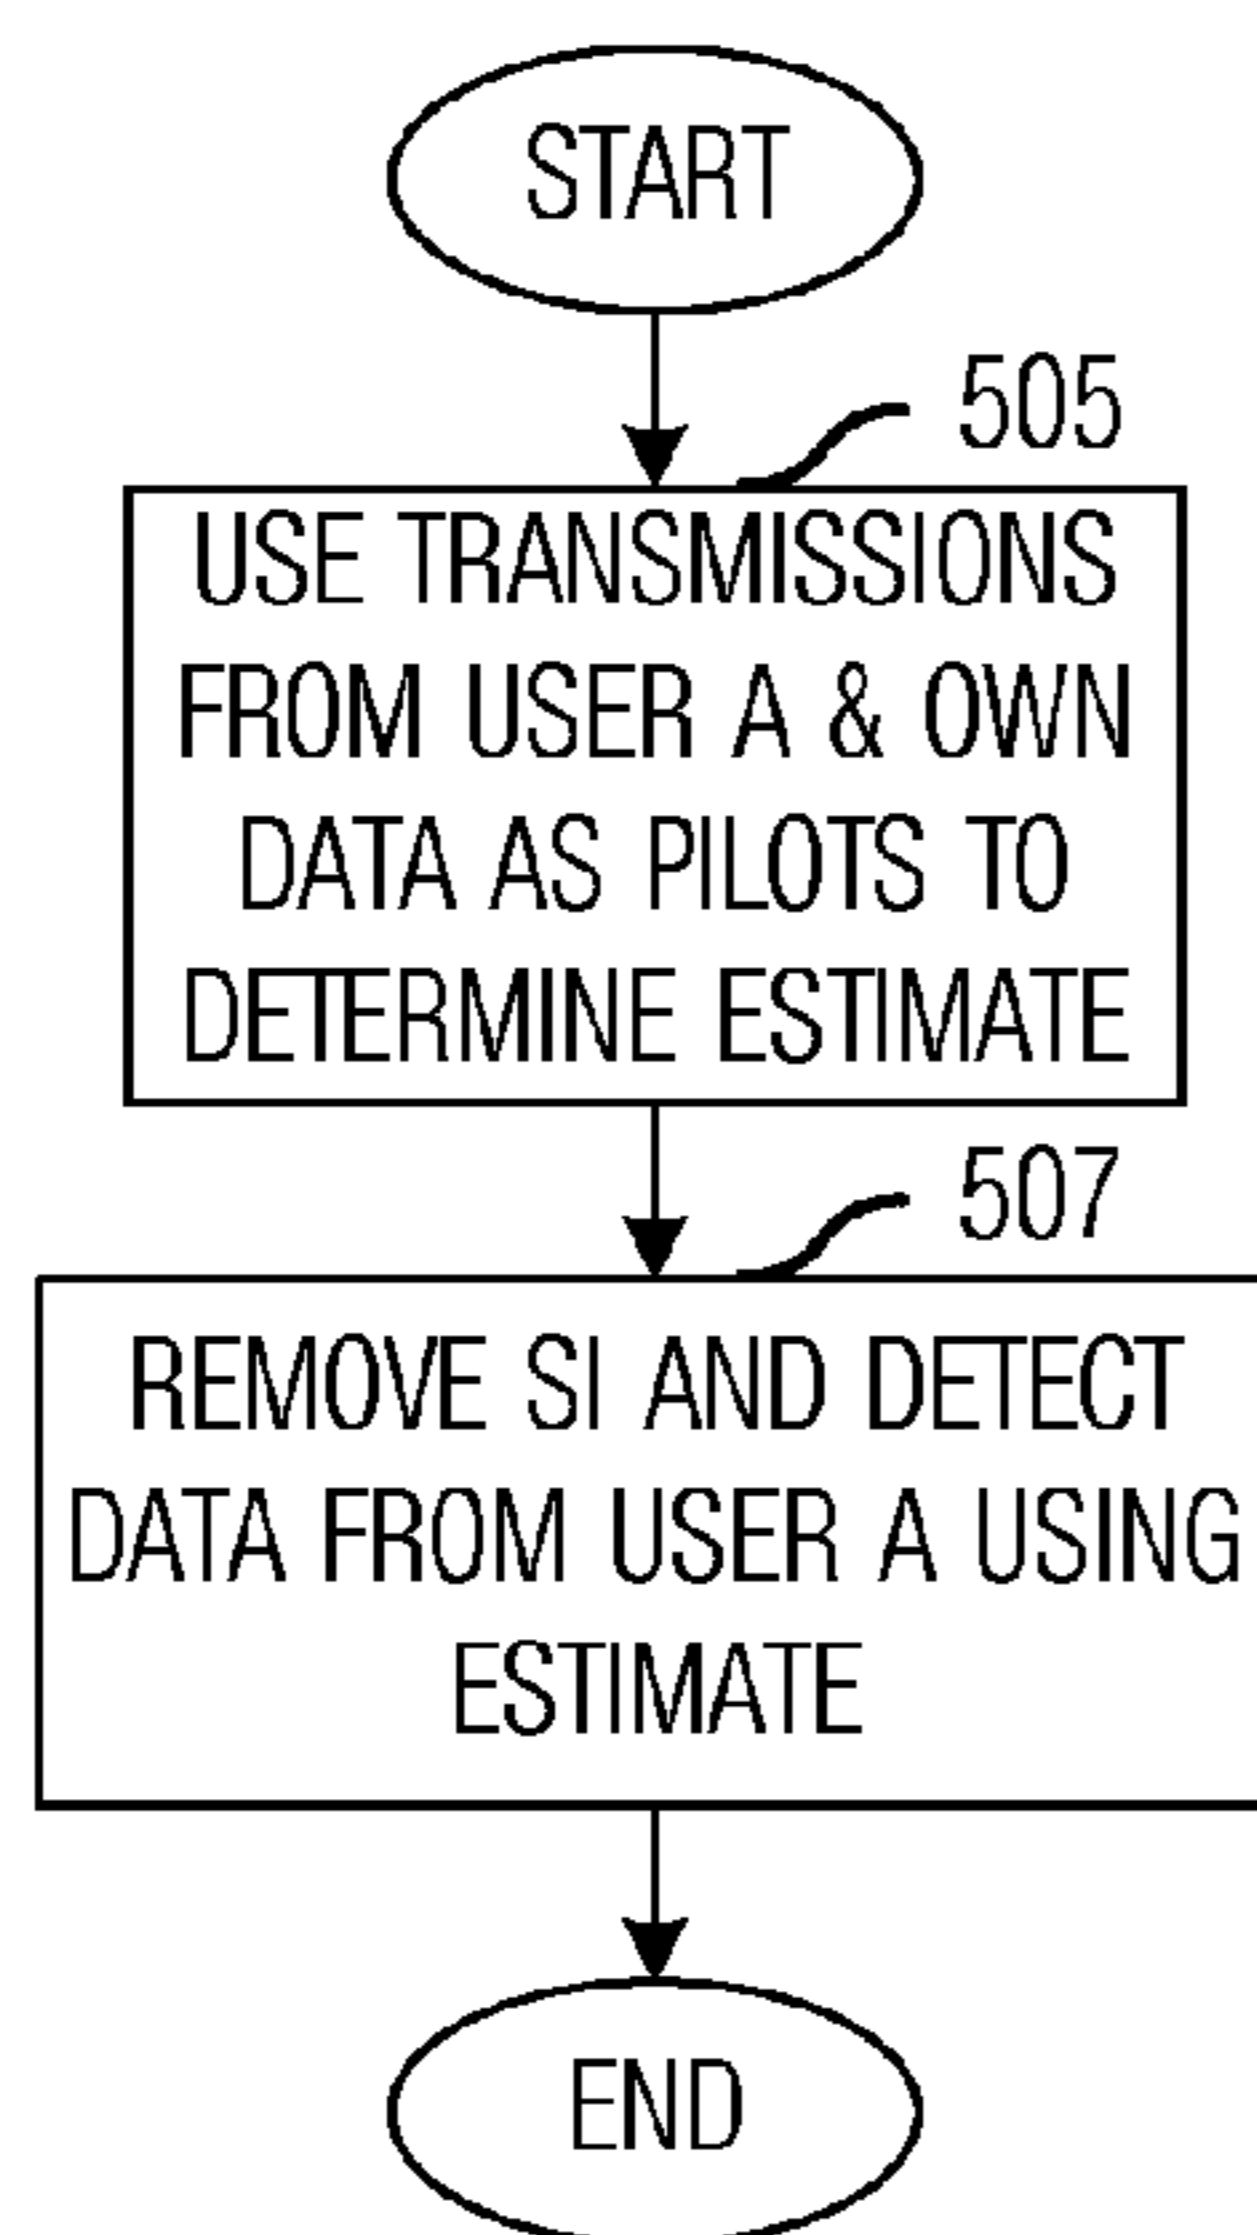 START
505
USE TRANSMISSIONS
FROM USER A & OWN
DATA AS PILOTS TO
DETERMINE ESTIMATE
507
REMOVE SI AND DETECT
DATA FROM USER A USING
ESTIMATE
END